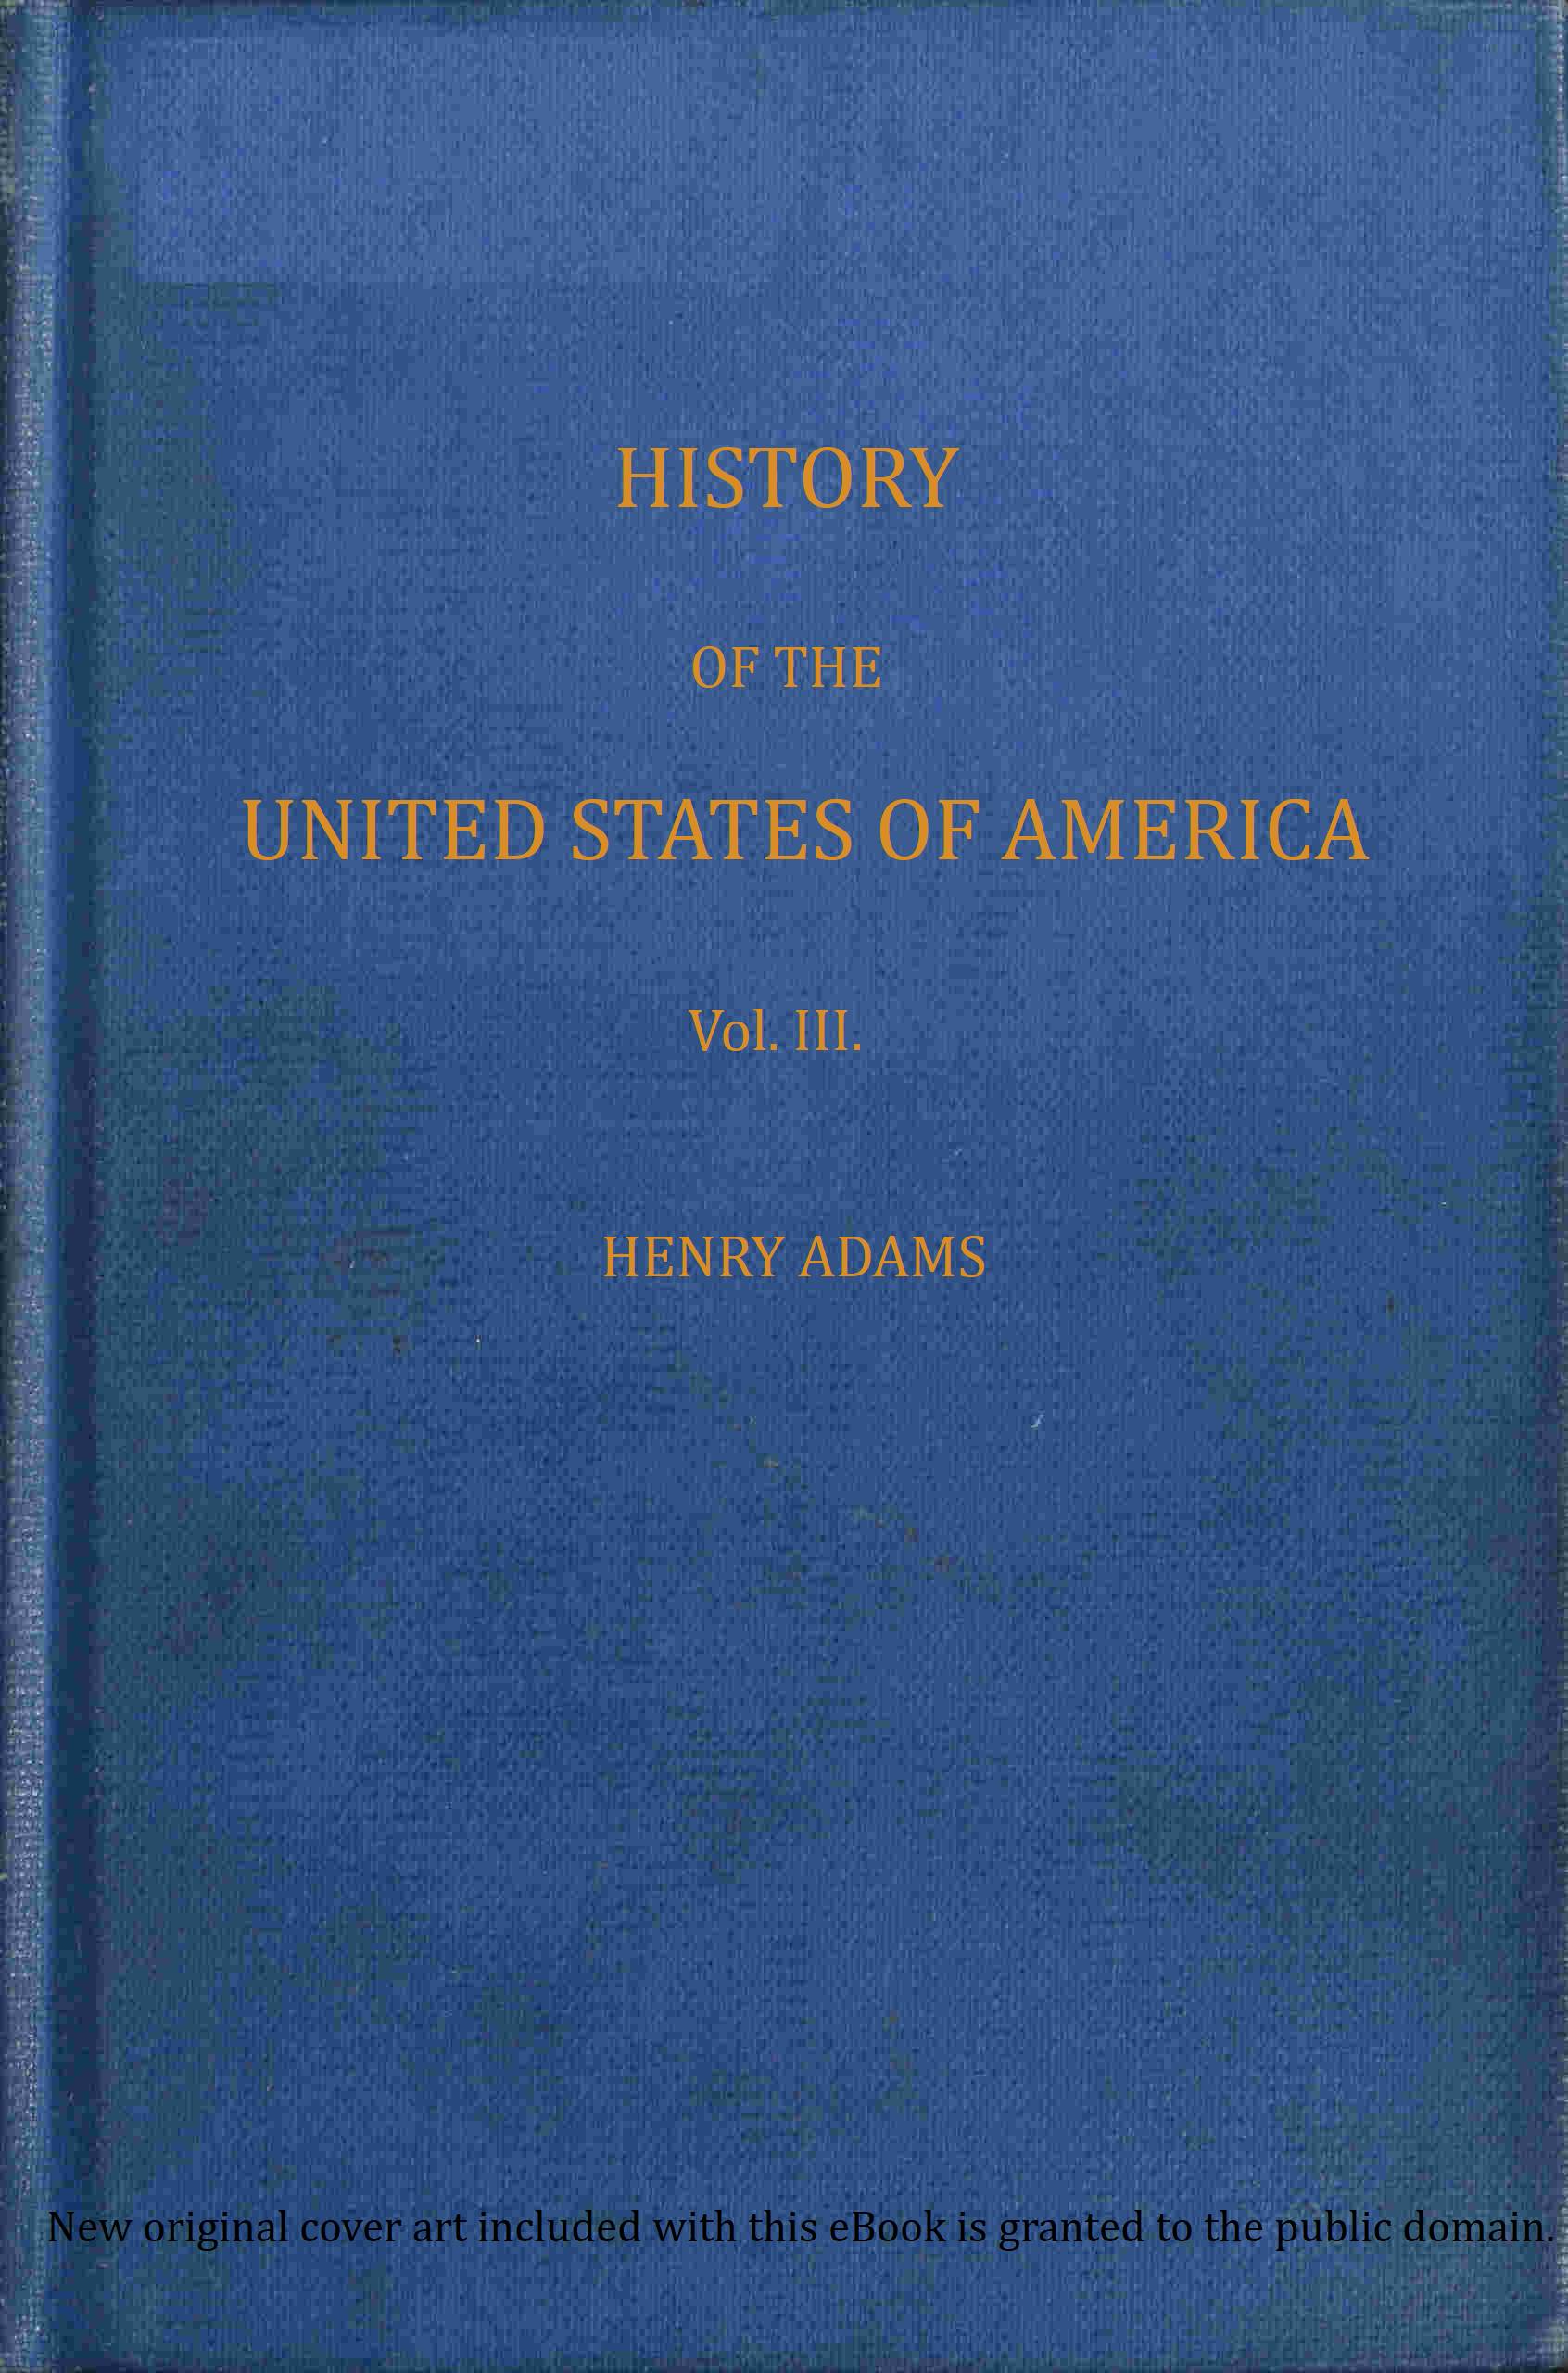 HISTORY
OF THE
UNITED STATES OF AMERICA
Vol. III.
HENRY ADAMS
New original cover art included with this eBook is granted to the public domain.